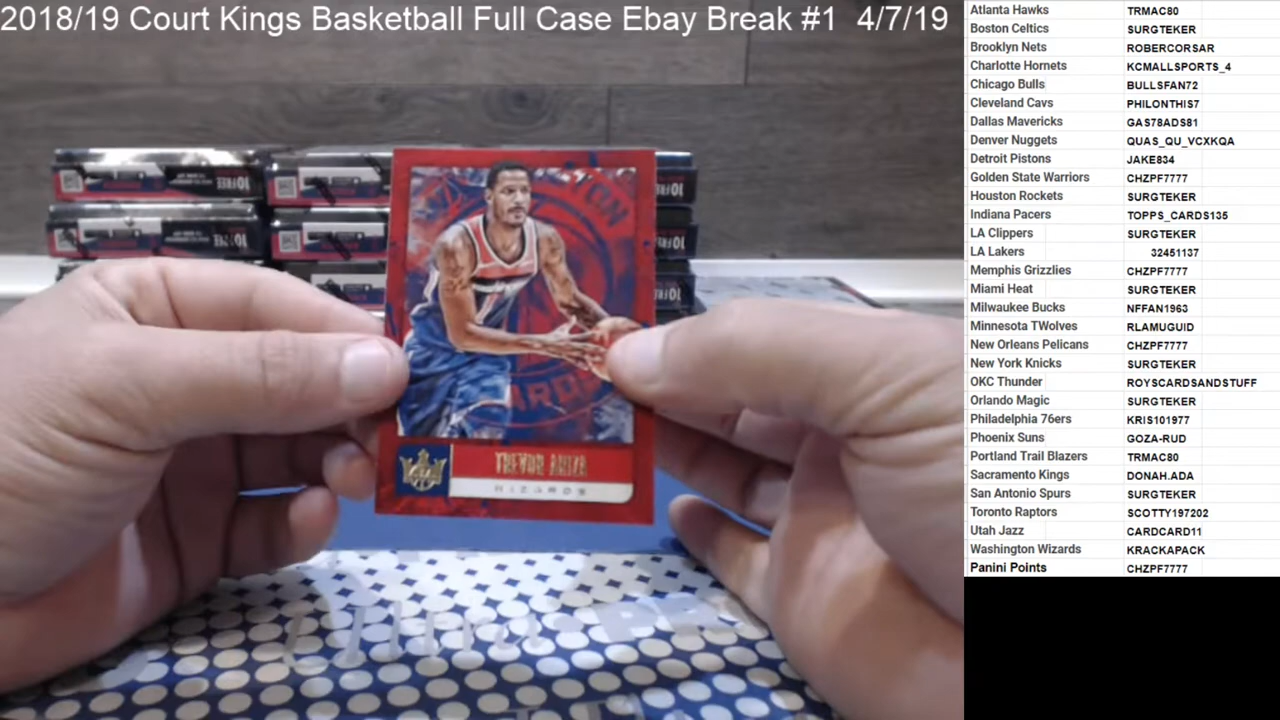 2018/19 Court Kings Basketball Full Case Ebay Break #1 4/7/19
Atlanta Hawks TRMAC80
Boston Celtics SURGTEKER
Brooklyn Nets ROBERCORSAR
Charlotte Hornets KCMALLSPORTS_4
Chicago Bulls BULLSFAN72
Cleveland Cavs PHILONTHIS7
Dallas Mavericks GAS78ADS81
Denver Nuggets QUAS_QU_VCXKQA
Detroit Pistons JAKE834
Golden State Warriors CHZPF7777
Houston Rockets SURGTEKER
Indiana Pacers TOPPS_CARDS135
LA Clippers SURGTEKER
LA Lakers 32451137
Memphis Grizzlies CHZPF7777
Miami Heat SURGTEKER
Milwaukee Bucks NFFAN1963
Minnesota TWolves RLAMUGUID
New Orleans Pelicans CHZPF7777
New York Knicks SURGTEKER
OKC Thunder ROYSCARDSANDSTUFF
Orlando Magic SURGTEKER
Philadelphia 76ers KRIS101977
Phoenix Suns GOZA-RUD
Portland Trail Blazers TRMAC80
Sacramento Kings DONAH.ADA
San Antonio Spurs SURGTEKER
Toronto Raptors SCOTTY197202
Utah Jazz CARDCARD11
Washington Wizards KRACKAPACK
Panini Points CHZPF7777
TREVOR ARIZA
WIZARDS